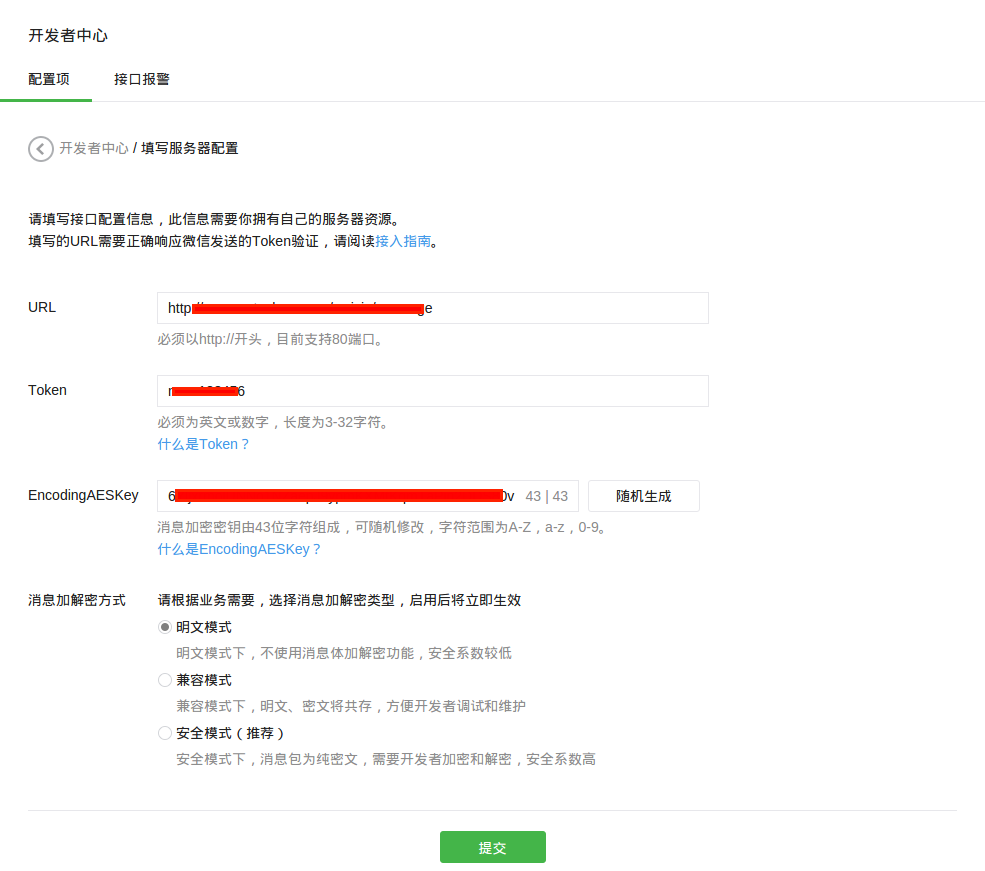 开发者中心
配置项 接口报警
开发者中心 / 填写服务器配置
请填写接口配置信息，此信息需要你拥有自己的服务器资源。
填写的URL需要正确响应微信发送的Token验证，请阅读接入指南。
URL http
必须以http://开头，目前支持80端口。
Token
必须为英文或数字，长度为3-32字符。
什么是Token？
EncodingAESKey 43 | 43 随机生成
消息加密密钥由43位字符组成，可随机修改，字符范围为A-Z，a-z，0-9。
什么是EncodingAESKey？
消息加解密方式 请根据业务需要，选择消息加解密类型，启用后将立即生效
明文模式
明文模式下，不使用消息体加解密功能，安全系数较低
兼容模式
兼容模式下，明文、密文将共存，方便开发者调试和维护
安全模式（推荐）
安全模式下，消息包为纯密文，需要开发者加密和解密，安全系数高
提交